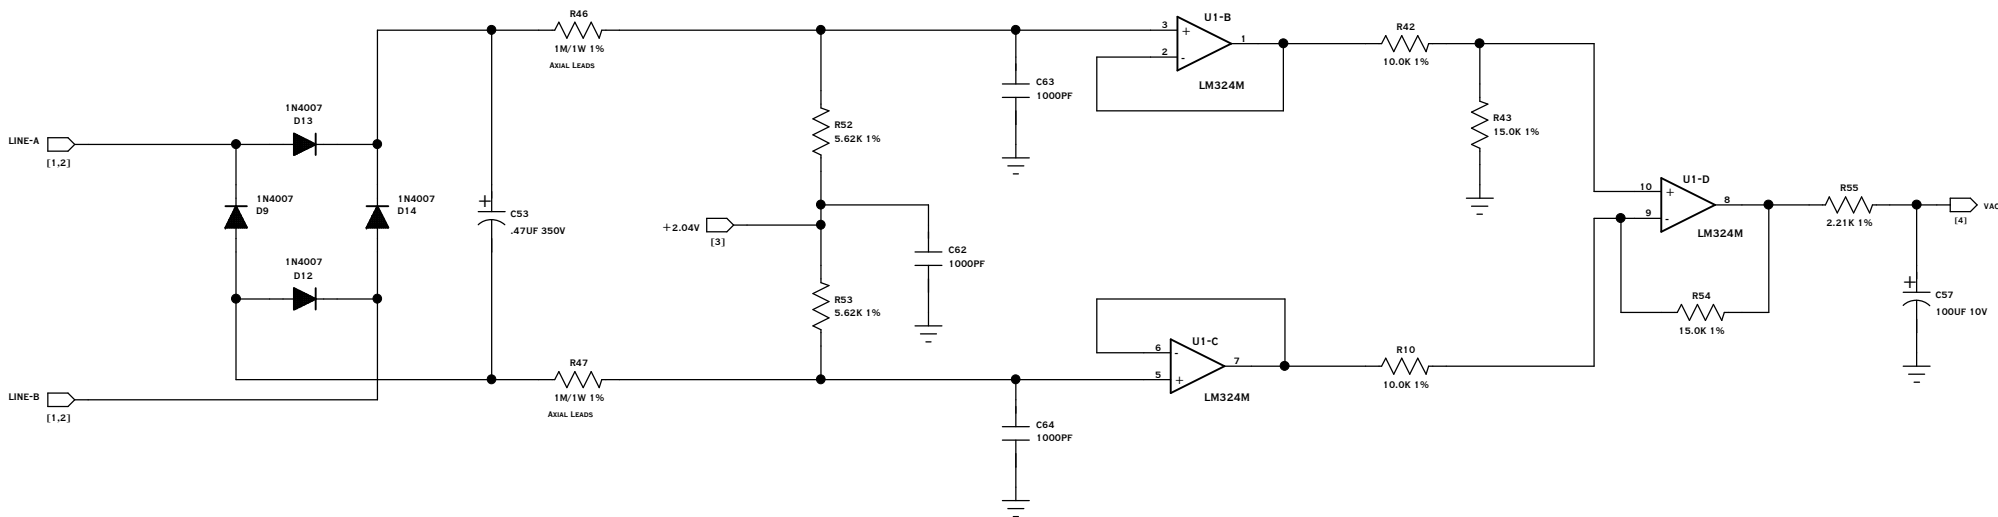 LINE-A
[1,2]
1N4007
D13
1N4007
D9
1N4007
D14
1N4007
D12
LINE-B
[1,2]
+
C53
.47UF 350V
R46
1M/1W 1%
Axial Leads
R47
1M/1W 1%
Axial Leads
+2.04V
[3]
R52
5.62K 1%
R53
5.62K 1%
C62
1000PF
C63
1000PF
C64
1000PF
U1-B
3
+
2
-
1
LM324M
6
-
5
+
U1-C
7
LM324M
R42
10.0K 1%
R43
15.0K 1%
R10
10.0K 1%
U1-D
10
+
9
-
8
LM324M
R54
15.0K 1%
R55
2.21K 1%
+
C57
100UF 10V
VAC
[4]